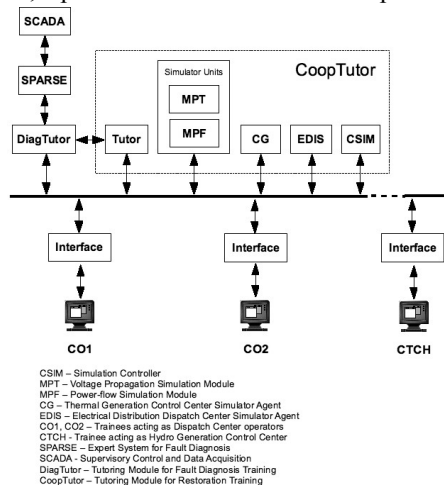 SCADA
SPARSE
Simulator Units
CoopTutor
MPT
MPF
DiagTutor
Tutor
CG
EDIS
CSIM
Interface
Interface
Interface
CO1
CO2
CTCH
CSIM – Simulation Controller
MPT – Voltage Propagation Simulation Module
MPF – Power-flow Simulation Module
CG – Thermal Generation Control Center Simulator Agent
EDIS – Electrical Distribution Dispatch Center Simulator Agent
CO1, CO2 – Trainees acting as Dispatch Center operators
CTCH - Trainee acting as Hydro Generation Control Center
SPARSE – Expert System for Fault Diagnosis
SCADA - Supervisory Control and Data Acquisition
DiagTutor – Tutoring Module for Fault Diagnosis Training
CoopTutor – Tutoring Module for Restoration Training